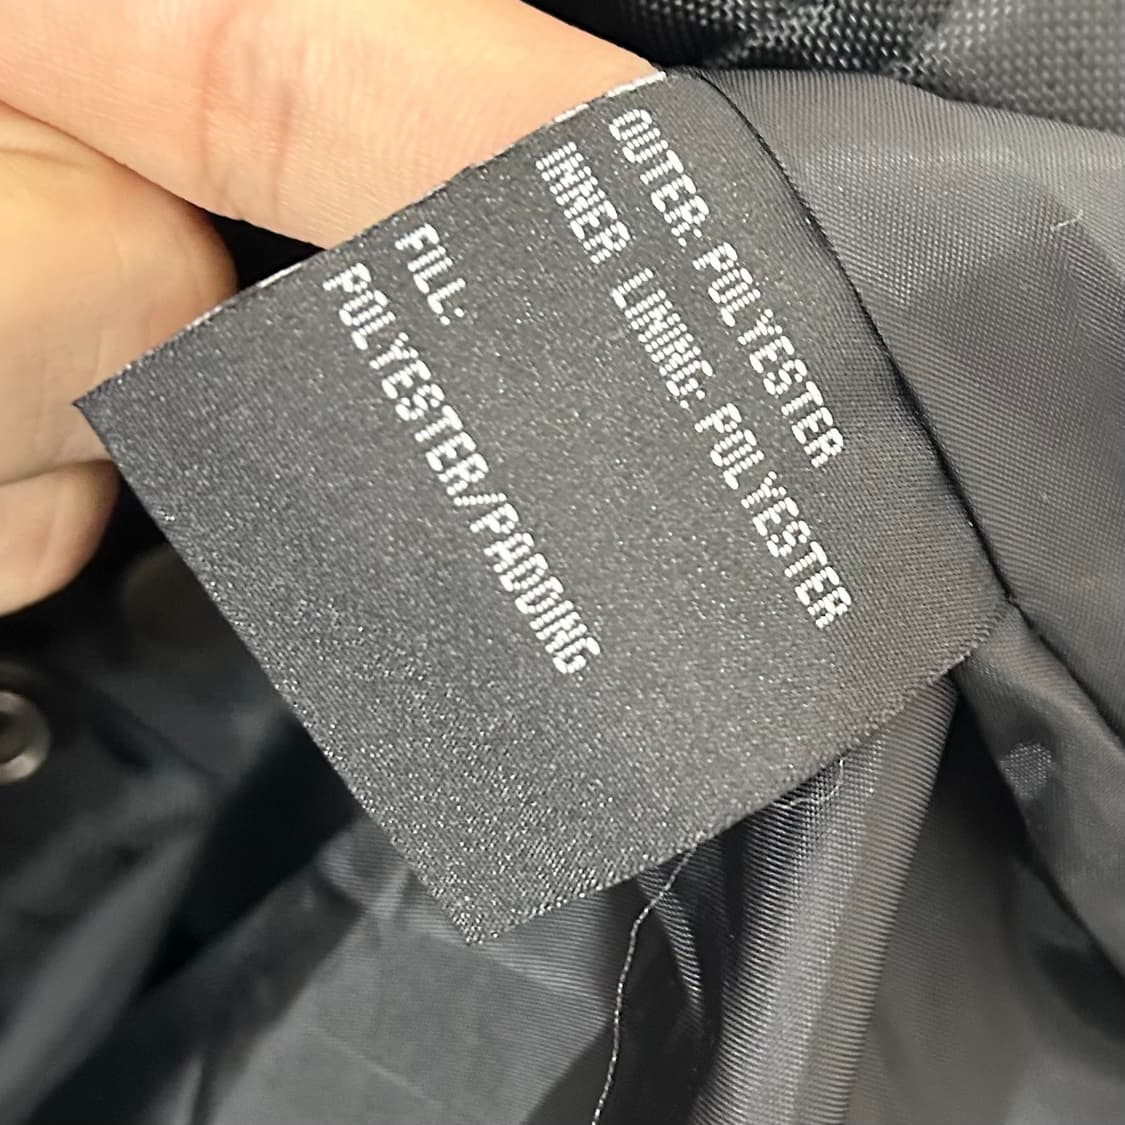 OUTER: POLYESTER
INNER LINING: POLYESTER
FILL:
POLYESTER/PADDING